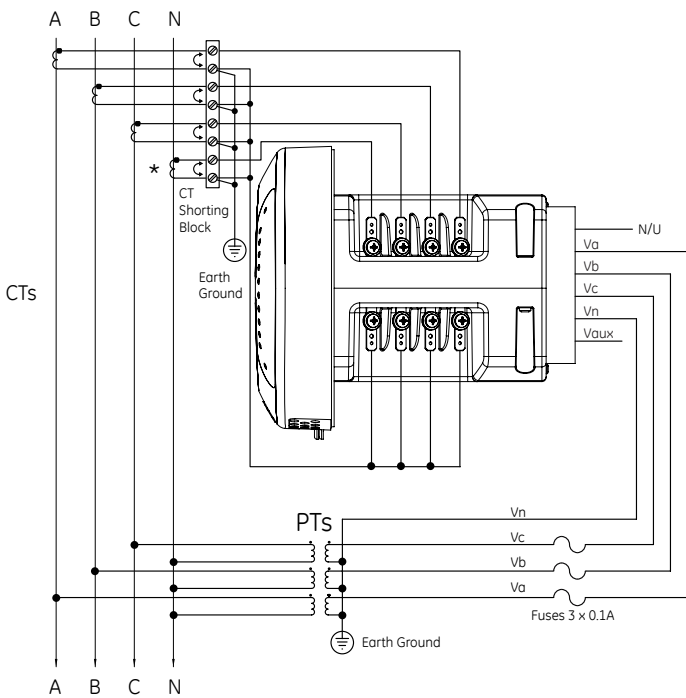 A B C N
*
CT
Shorting
Block
Earth
Ground
CTs
N/U
Va
Vb
Vc
Vn
Vaux
PTs
Vn
Vc
Vb
Va
Fuses 3 x 0.1A
Earth Ground
A B C N